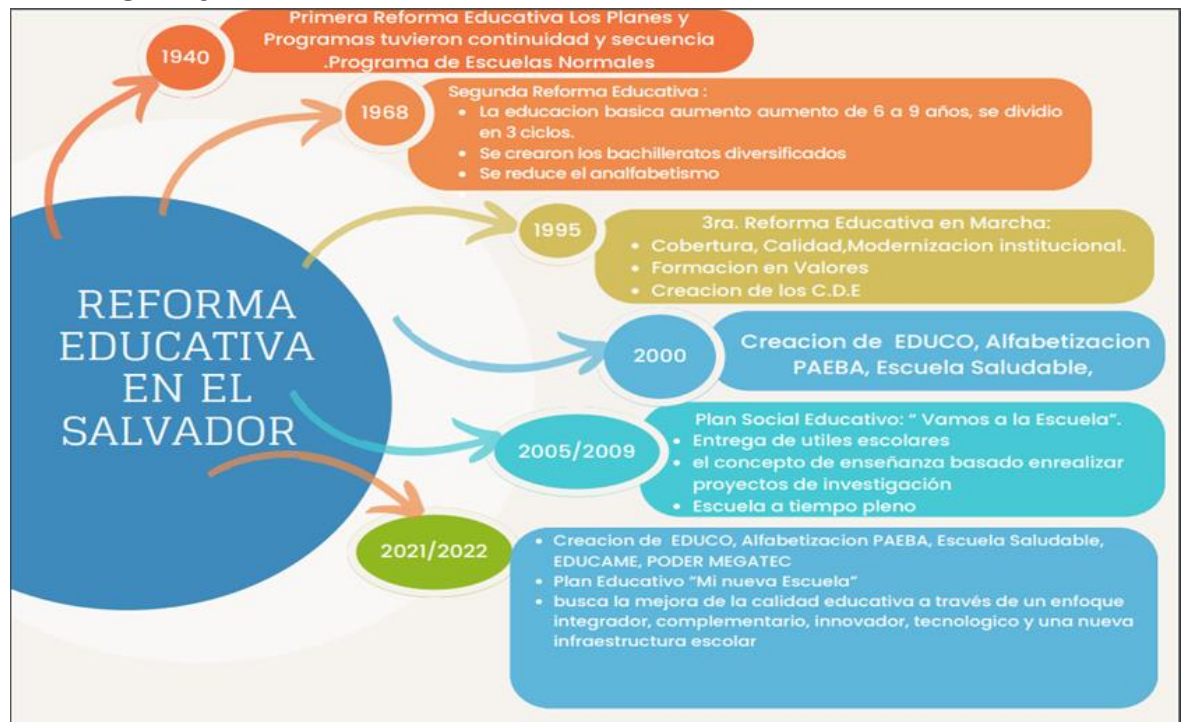 REFORMA
EDUCATIVA
EN EL
SALVADOR
1940
Primera Reforma Educativa Los Planes y
Programas tuvieron continuidad y secuencia
.Programa de Escuelas Normales
1968
Segunda Reforma Educativa :
• La educacion basica aumento aumento de 6 a 9 años, se dividio
en 3 ciclos.
• Se crearon los bachilleratos diversificados
• Se reduce el analfabetismo
1995
3ra. Reforma Educativa en Marcha:
• Cobertura, Calidad,Modernizacion institucional.
• Formacion en Valores
• Creacion de los C.D.E
2000
Creacion de EDUCO, Alfabetizacion
PAEBA, Escuela Saludable,
2005/2009
Plan Social Educativo: “ Vamos a la Escuela”.
• Entrega de utiles escolares
• el concepto de enseñanza basado enrealizar
proyectos de investigación
• Escuela a tiempo pleno
2021/2022
• Creacion de EDUCO, Alfabetizacion PAEBA, Escuela Saludable,
EDUCAME, PODER MEGATEC
• Plan Educativo “Mi nueva Escuela”
• busca la mejora de la calidad educativa a través de un enfoque
integrador, complementario, innovador, tecnologico y una nueva
infraestructura escolar